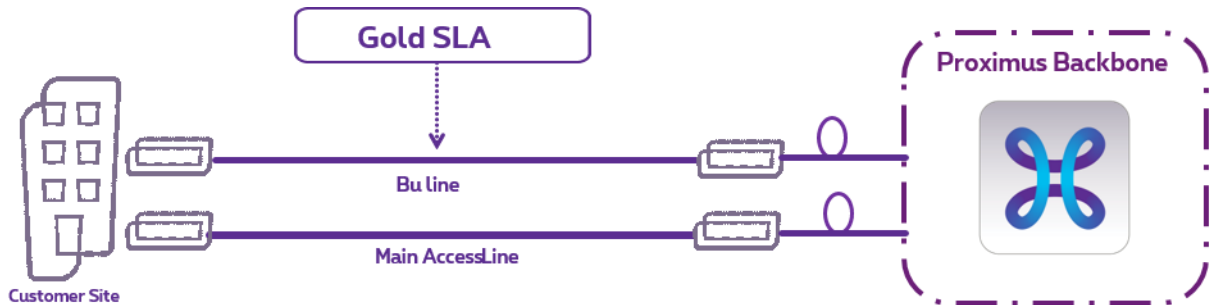 Gold SLA
Proximus Backbone
Bu line
Main AccessLine
Customer Site